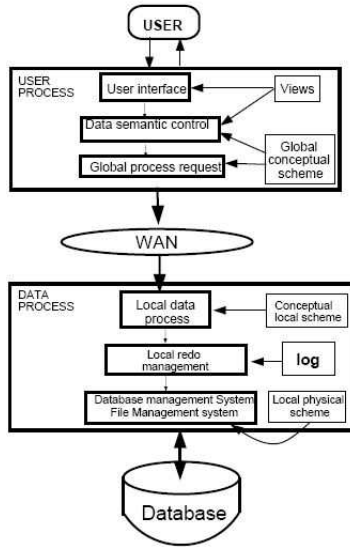 USER
USER
PROCESS
User interface
Views
Data semantic control
Global
conceptual
scheme
Global process request
WAN
DATA
PROCESS
Local data
process
Conceptual
local scheme
Local redo
management
log
Database management System
File Management system
Local physical
scheme
Database